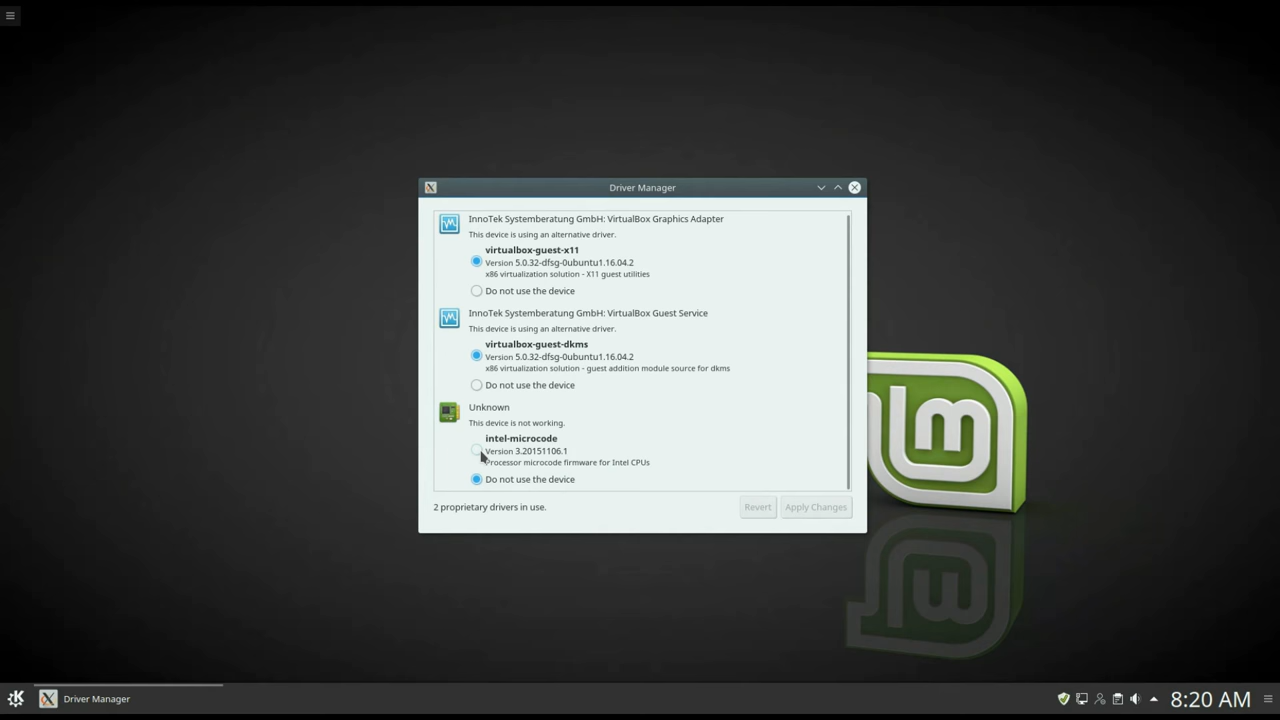 Driver Manager
InnoTek Systemberatung GmbH: VirtualBox Graphics Adapter
This device is using an alternative driver.
virtualbox-guest-x11
Version 5.0.32-dfsg-0ubuntu1.16.04.2
x86 virtualization solution - X11 guest utilities
Do not use the device
InnoTek Systemberatung GmbH: VirtualBox Guest Service
This device is using an alternative driver.
virtualbox-guest-dkms
Version 5.0.32-dfsg-0ubuntu1.16.04.2
x86 virtualization solution - guest addition module source for dkms
Do not use the device
Unknown
This device is not working.
intel-microcode
Version 3.20151106.1
Processor microcode firmware for Intel CPUs
Do not use the device
2 proprietary drivers in use.
Revert
Apply Changes
Driver Manager
8:20 AM